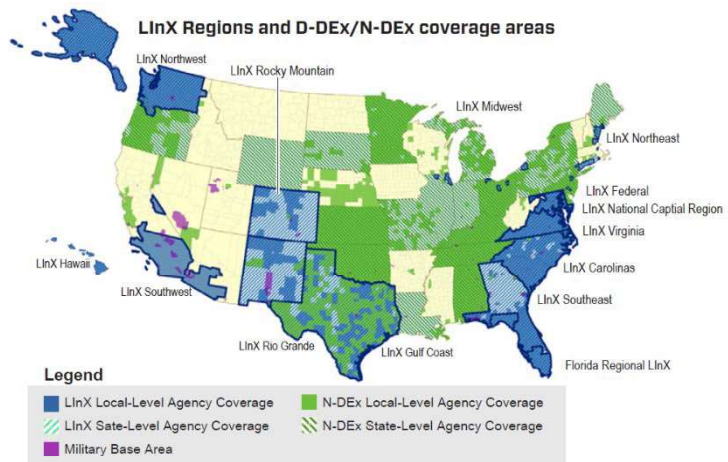 LInX Regions and D-DEx/N-DEx coverage areas
LInX Northwest
LInX Rocky Mountain
LInX Midwest
LInX Northeast
LInX Federal
LInX National Captial Region
LInX Virginia
LInX Hawaii
LInX Southwest
LInX Carolinas
LInX Southeast
LInX Rio Grande
LInX Gulf Coast
Florida Regional LInX
Legend
LInX Local-Level Agency Coverage
N-DEx Local-Level Agency Coverage
LInX Sate-Level Agency Coverage
N-DEx State-Level Agency Coverage
Military Base Area